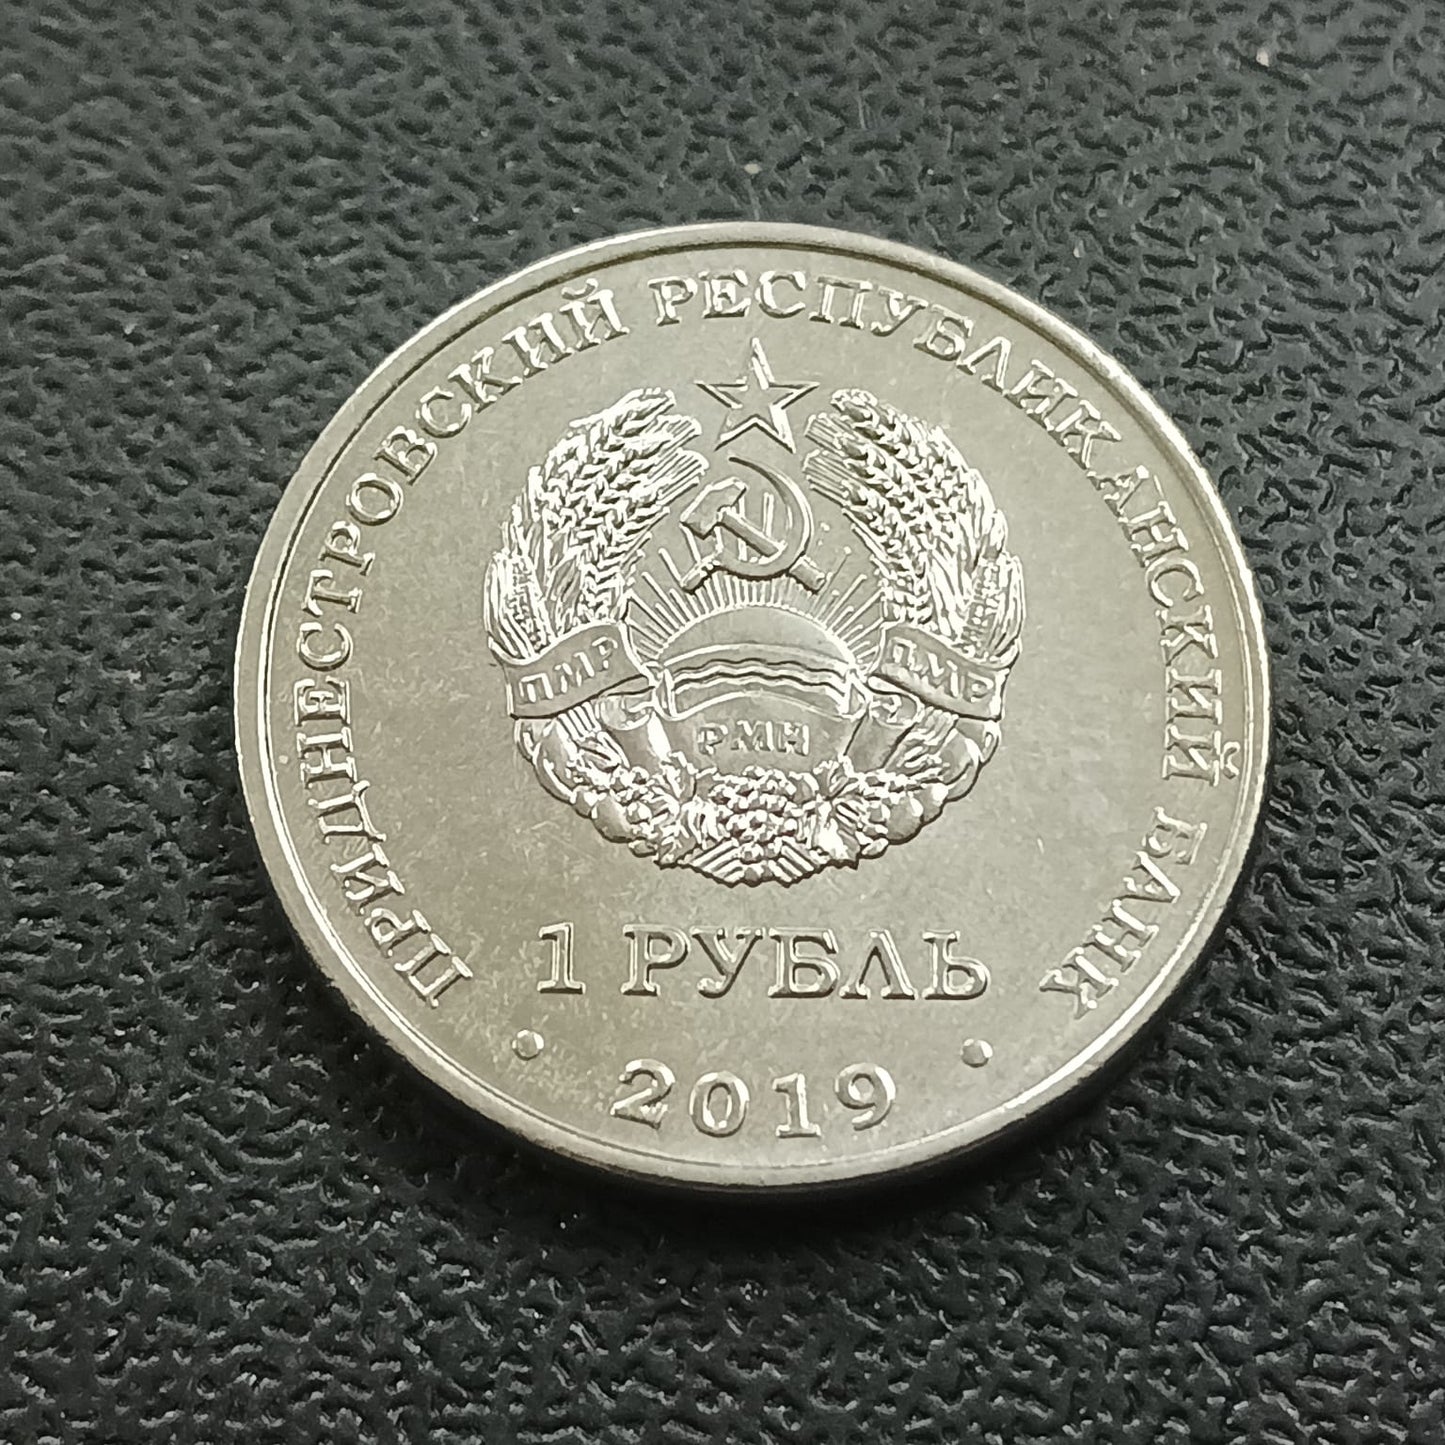 ПРИДНЕСТРОВСКИЙ РЕСПУБЛИКАНСКИЙ БАНК
ПМР
ПМР
РМН
1 РУБЛЬ
• 2019 •